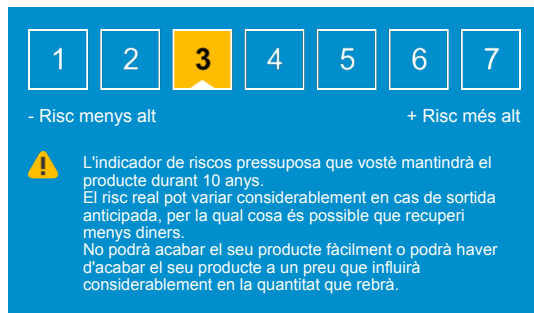 1 2 3 4 5 6 7
- Risc menys alt + Risc més alt
L'indicador de riscos pressuposa que vostè mantindrà el
producte durant 10 anys.
El risc real pot variar considerablement en cas de sortida
anticipada, per la qual cosa és possible que recuperi
menys diners.
No podrà acabar el seu producte fàcilment o podrà haver
d'acabar el seu producte a un preu que influirà
considerablement en la quantitat que rebrà.